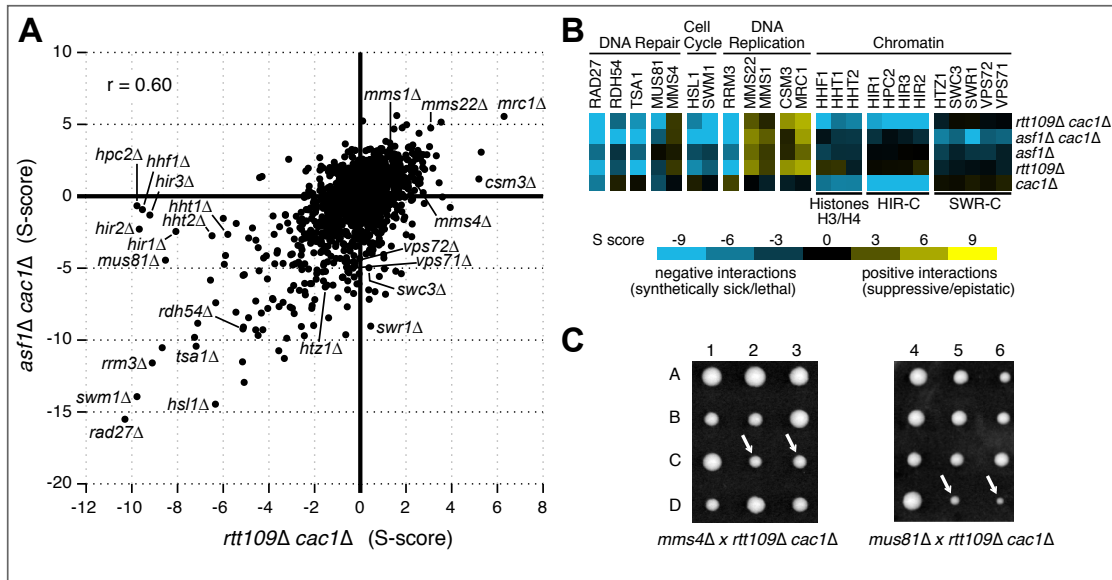 A
10
5
0
-5
-10
-15
-20
-12 -10 -8 -6 -4 -2 0 2 4 6 8
asf1Δ cac1Δ (S-score)
rtt109Δ cac1Δ (S-score)
r = 0.60
mms1Δ
mms22Δ
mrc1Δ
hpc2Δ
hhf1Δ
hir3Δ
csm3Δ
hht1Δ
hht2Δ
mms4Δ
hir2Δ
hir1Δ
mus81Δ
vps72Δ
vps71Δ
swc3Δ
rdh54Δ
htz1Δ
swr1Δ
rrm3Δ
tsa1Δ
swm1Δ
hsl1Δ
rad27Δ
B
DNA Repair
Cell Cycle
DNA Replication
Chromatin
RAD27 RDH54 TSA1 MUS81 MMS4 HSL1 SWM1 RRM3 MMS22 MMS1 CSM3 MRC1 HHF1 HHT1 HHT2 HIR1 HPC2 HIR3 HIR2 HTZ1 SWC3 SWR1 VPS72 VPS71
rtt109Δ cac1Δ
asf1Δ cac1Δ
asf1Δ
rtt109Δ
cac1Δ
Histones H3/H4
HIR-C
SWR-C
S score
-9 -6 -3 0 3 6 9
negative interactions
(synthetically sick/lethal)
positive interactions
(suppressive/epistatic)
C
1 2 3 4 5 6
A
B
C
D
mms4Δ x rtt109Δ cac1Δ
mus81Δ x rtt109Δ cac1Δ